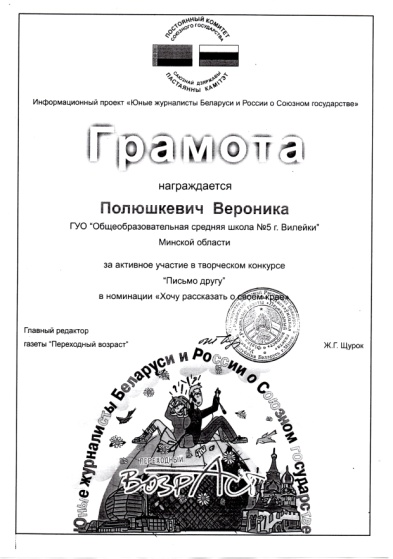 ПОСТОЯННЫЙ КОМИТЕТ
СОЮЗНОГО ГОСУДАРСТВА
САЮЗНАЙ ДЗЯРЖАВЫ
ПАСТАЯННЫ КАМІТЭТ
Информационный проект «Юные журналисты Беларуси и России о Союзном государстве»
Грамота
награждается
Полюшкевич Вероника
ГУО "Общеобразовательная средняя школа №5 г. Вилейки"
Минской области
за активное участие в творческом конкурсе
"Письмо другу"
в номинации «Хочу рассказать о своём крае»
Главный редактор
газеты "Переходный возраст"
Ж.Г. Щурок
Юные журналисты Беларуси и России о Союзном государстве
ПЕРЕХОДНЫЙ
ВОЗРАСТ